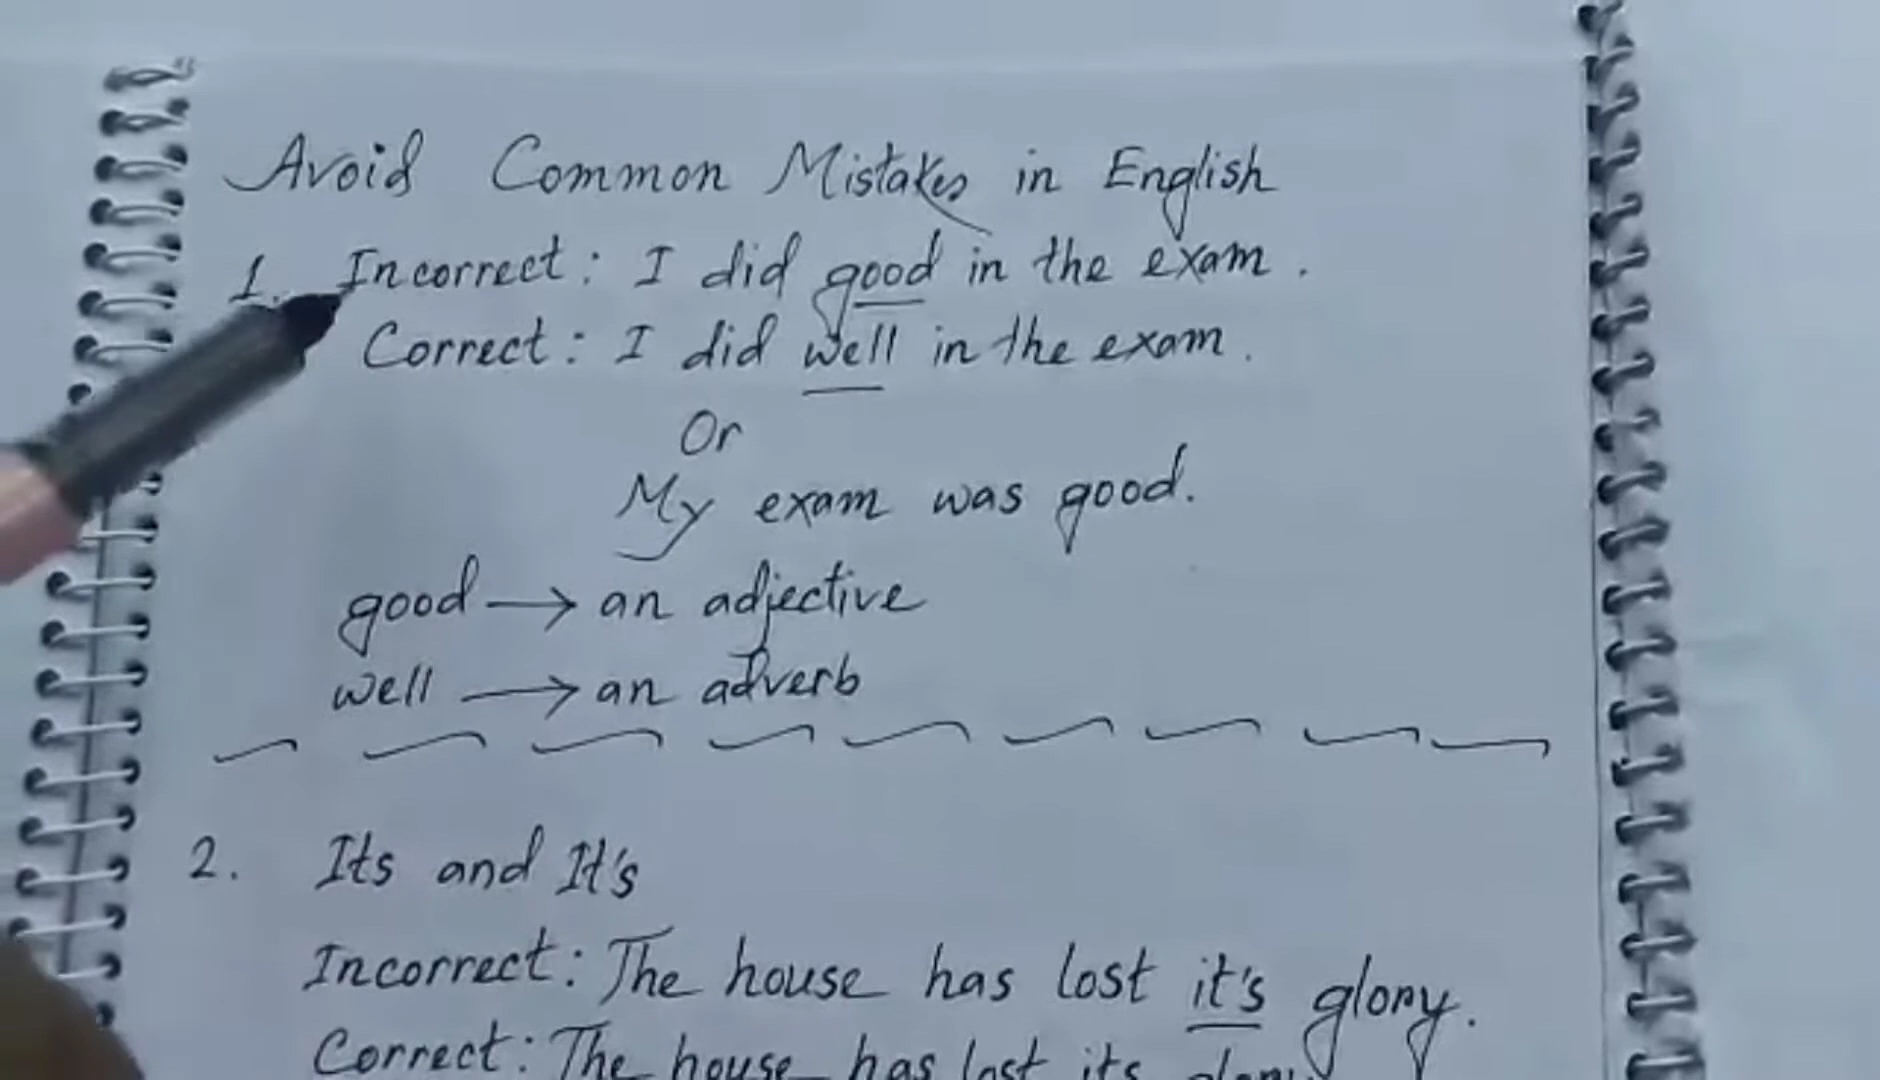 Avoid Common Mistakes in English
1. Incorrect: I did good in the exam.
Correct: I did well in the exam.
Or
My exam was good.
good → an adjective
well → an adverb
2. Its and It's
Incorrect: The house has lost it's glory.
Correct: The house has lost its glory